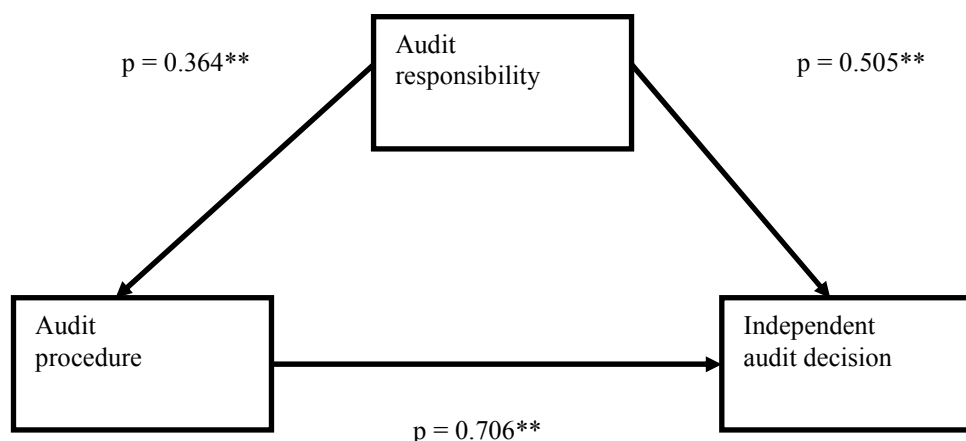 p = 0.364**
Audit
responsibility
p = 0.505**
Audit
procedure
Independent
audit decision
p = 0.706**